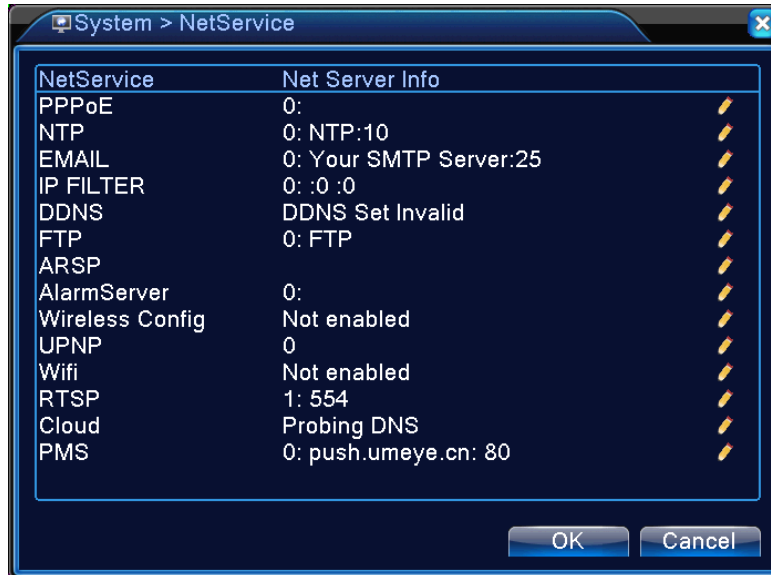 System > NetService
NetService Net Server Info
PPPoE 0:
NTP 0: NTP:10
EMAIL 0: Your SMTP Server:25
IP FILTER 0: :0 :0
DDNS DDNS Set Invalid
FTP 0: FTP
ARSP
AlarmServer 0:
Wireless Config Not enabled
UPNP 0
Wifi Not enabled
RTSP 1: 554
Cloud Probing DNS
PMS 0: push.umeye.cn: 80
OK Cancel